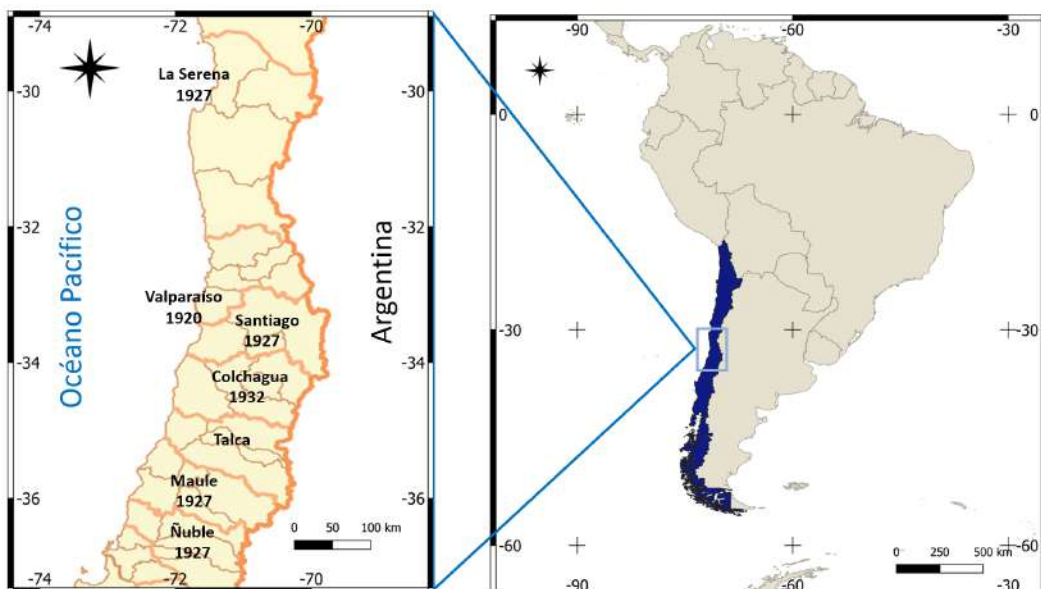 -74
-72
-70
-30
-30
La Serena
1927
-32
-32
Océano Pacífico
Argentina
Valparaíso
1920
Santiago
1927
-34
-34
Colchagua
1932
Talca
Maule
1927
-36
-36
0 50 100 km
Ñuble
1927
-74
-72
-70
-90
-60
-30
0
0
-30
-30
-60
-60
0 250 500 km
-90
-60
-30